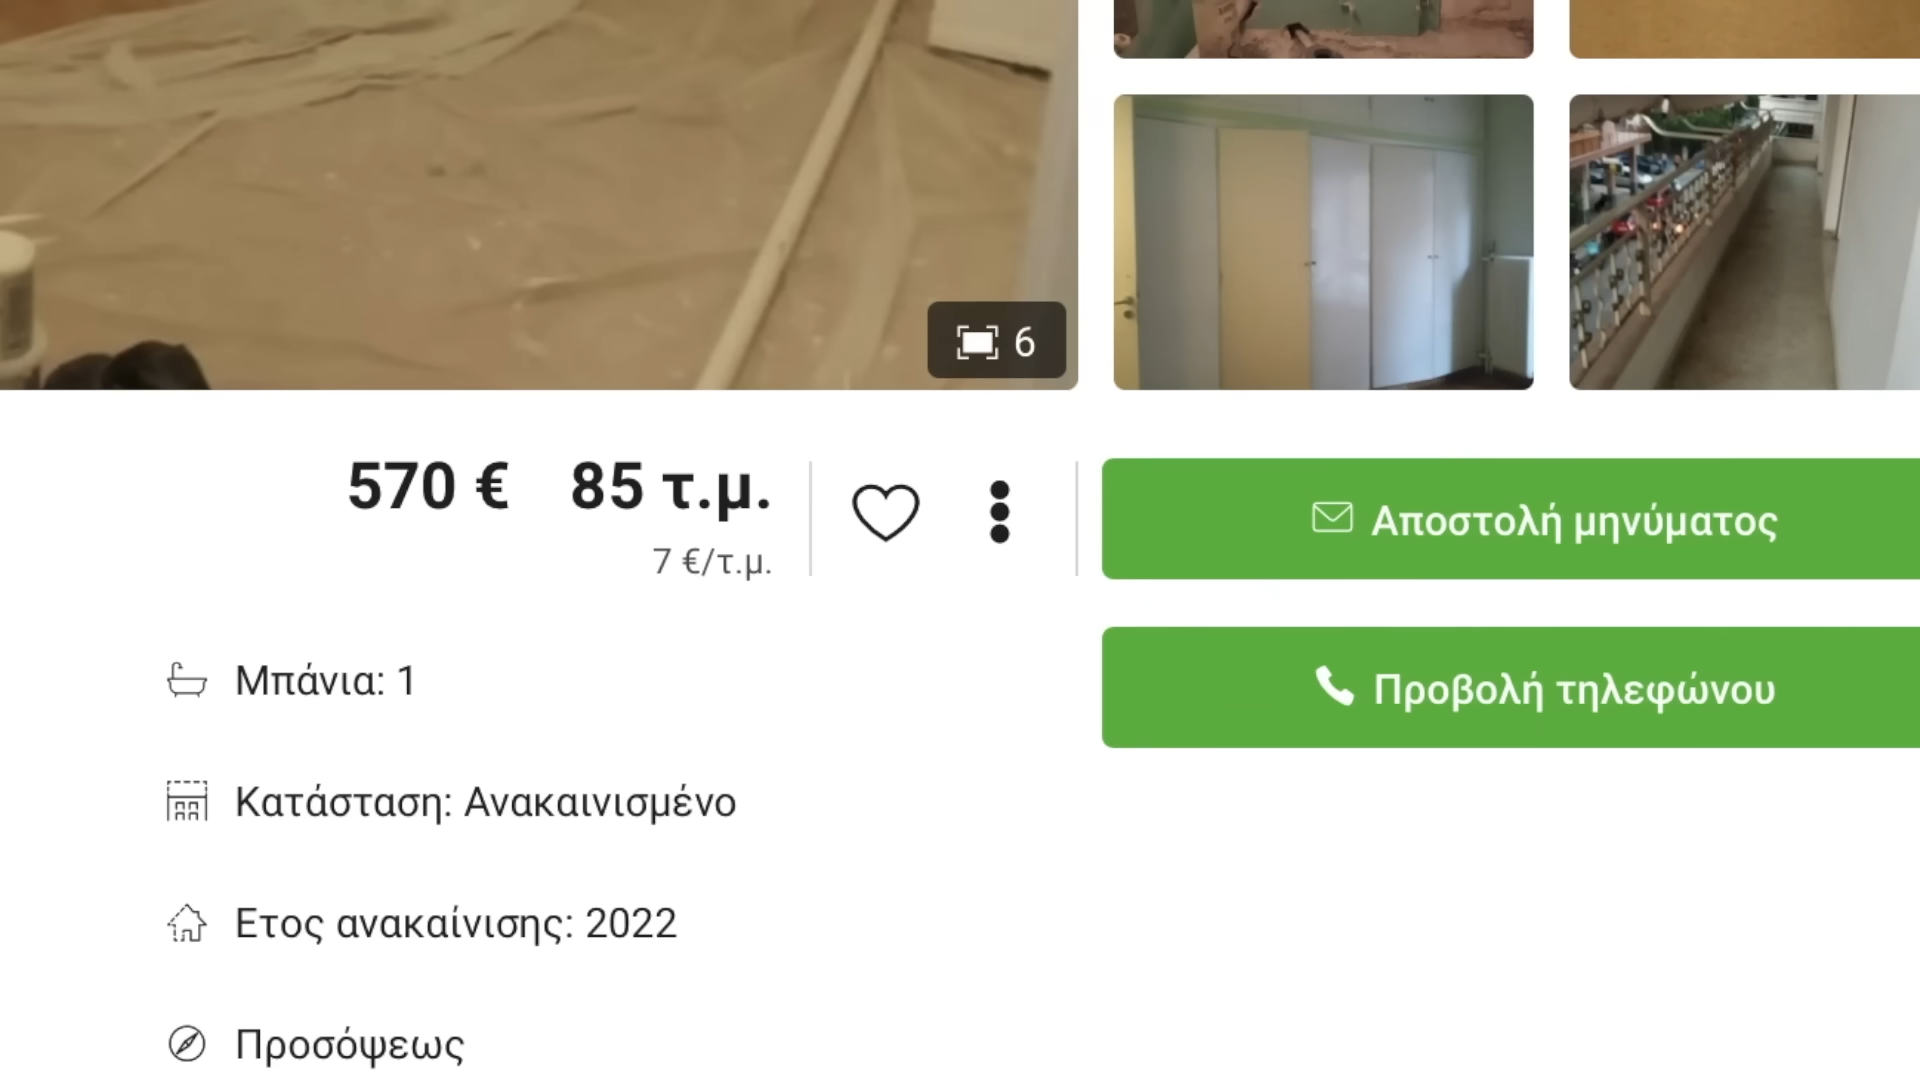 6
570 € 85 τ.μ.
7 €/τ.μ.
Αποστολή μηνύματος
Προβολή τηλεφώνου
Μπάνια: 1
Κατάσταση: Ανακαινισμένο
Ετος ανακαίνισης: 2022
Προσόψεως